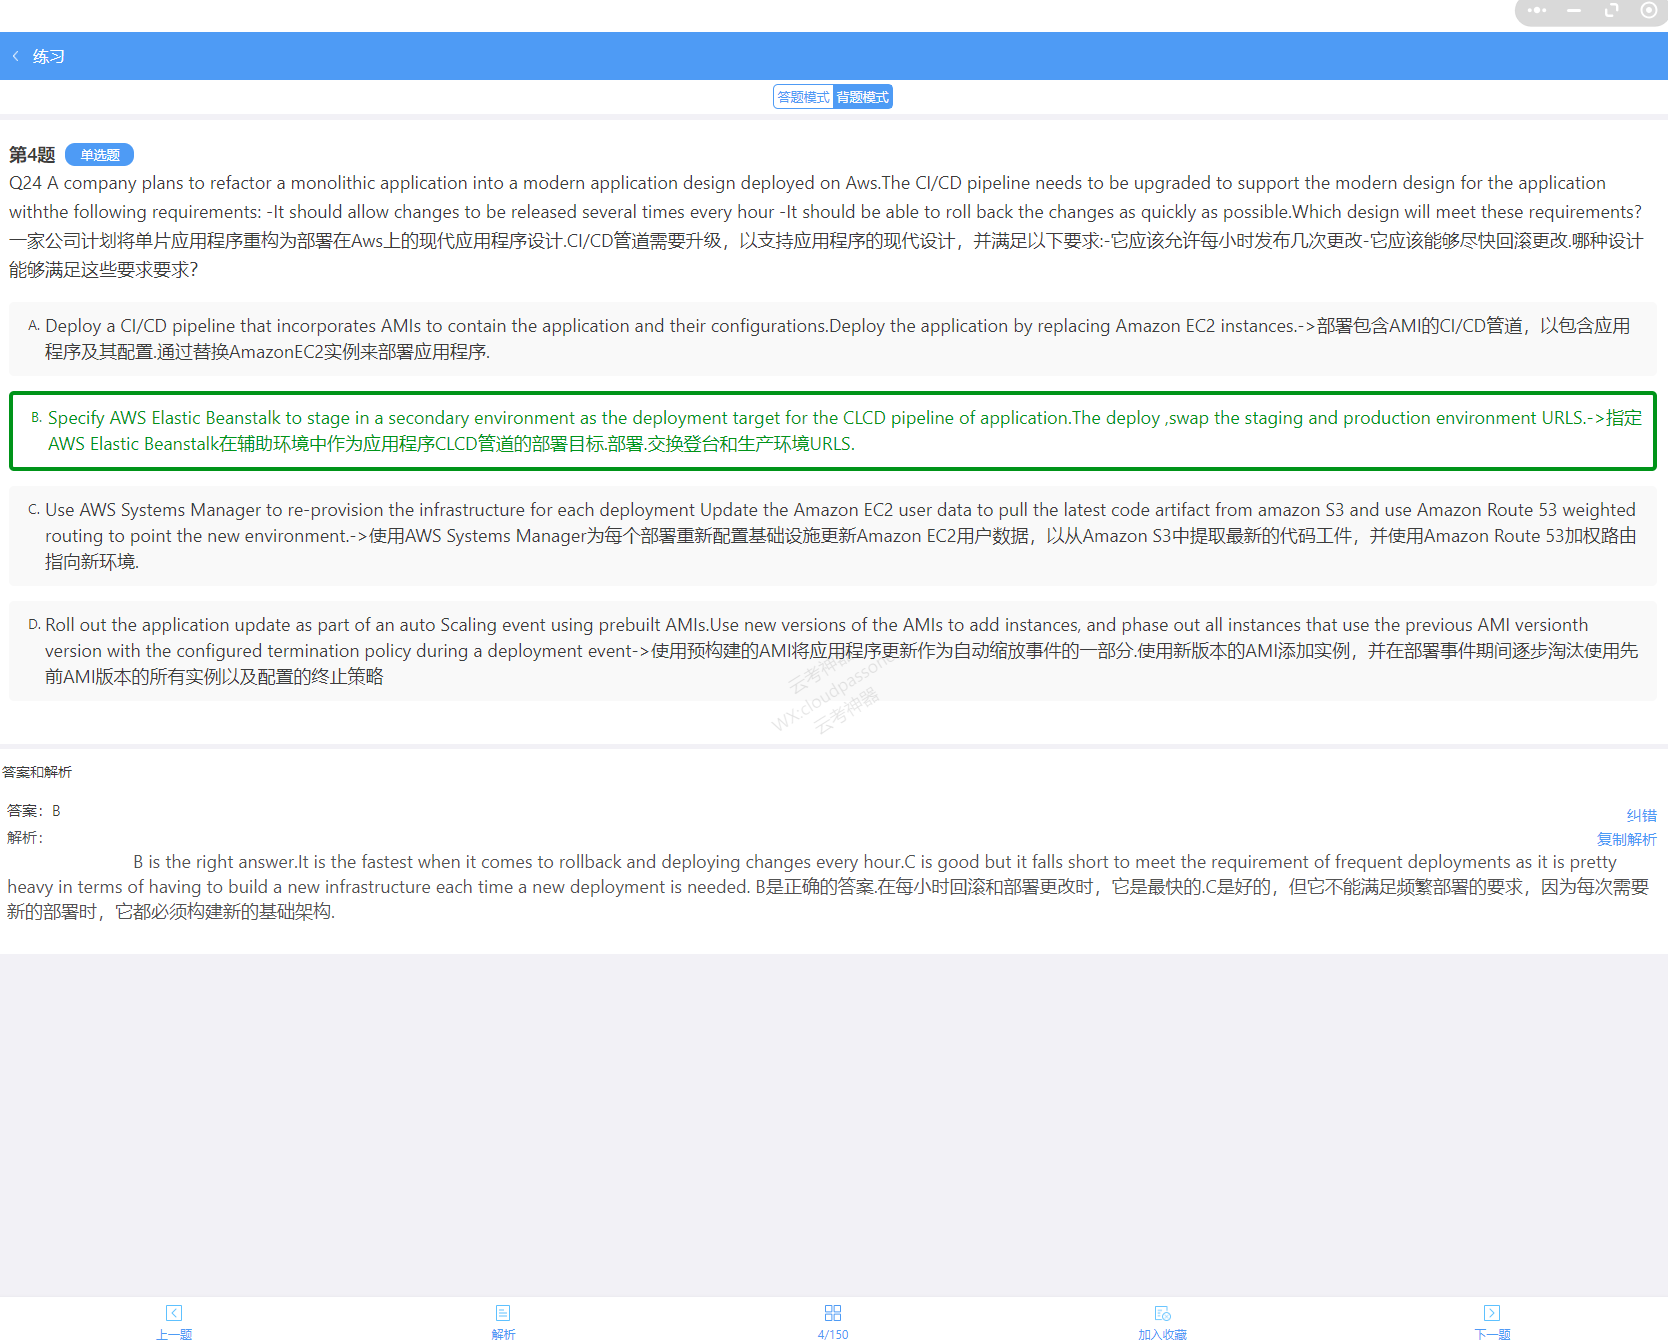 练习
答题模式 背题模式
第4题 单选题
Q24 A company plans to refactor a monolithic application into a modern application design deployed on Aws.The CI/CD pipeline needs to be upgraded to support the modern design for the application
withthe following requirements: -It should allow changes to be released several times every hour -It should be able to roll back the changes as quickly as possible.Which design will meet these requirements?
一家公司计划将单片应用程序重构为部署在Aws上的现代应用程序设计.CI/CD管道需要升级，以支持应用程序的现代设计，并满足以下要求:-它应该允许每小时发布几次更改-它应该能够尽快回滚更改.哪种设计
能够满足这些要求要求?
A. Deploy a CI/CD pipeline that incorporates AMIs to contain the application and their configurations.Deploy the application by replacing Amazon EC2 instances.->部署包含AMI的CI/CD管道，以包含应用
程序及其配置.通过替换AmazonEC2实例来部署应用程序.
B. Specify AWS Elastic Beanstalk to stage in a secondary environment as the deployment target for the CLCD pipeline of application.The deploy ,swap the staging and production environment URLS.->指定
AWS Elastic Beanstalk在辅助环境中作为应用程序CLCD管道的部署目标.部署.交换登台和生产环境URLS.
C. Use AWS Systems Manager to re-provision the infrastructure for each deployment Update the Amazon EC2 user data to pull the latest code artifact from amazon S3 and use Amazon Route 53 weighted
routing to point the new environment.->使用AWS Systems Manager为每个部署重新配置基础设施更新Amazon EC2用户数据，以从Amazon S3中提取最新的代码工件，并使用Amazon Route 53加权路由
指向新环境.
D. Roll out the application update as part of an auto Scaling event using prebuilt AMIs.Use new versions of the AMIs to add instances, and phase out all instances that use the previous AMI versionth
version with the configured termination policy during a deployment event->使用预构建的AMI将应用程序更新作为自动缩放事件的一部分.使用新版本的AMI添加实例，并在部署事件期间逐步淘汰使用先
前AMI版本的所有实例以及配置的终止策略
云考神器
WX:cloudpassone
云考神器
答案和解析
答案：B
纠错
解析：
复制解析
B is the right answer.It is the fastest when it comes to rollback and deploying changes every hour.C is good but it falls short to meet the requirement of frequent deployments as it is pretty
heavy in terms of having to build a new infrastructure each time a new deployment is needed. B是正确的答案.在每小时回滚和部署更改时，它是最快的.C是好的，但它不能满足频繁部署的要求，因为每次需要
新的部署时，它都必须构建新的基础架构.
上一题 解析 4/150 加入收藏 下一题